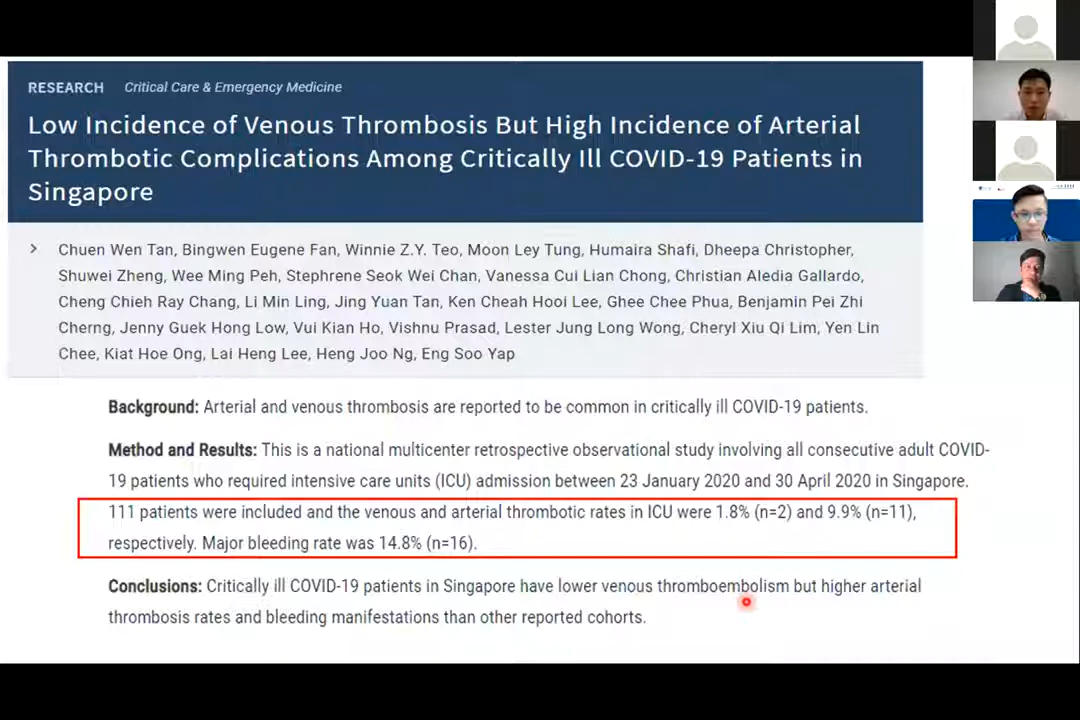 RESEARCH Critical Care & Emergency Medicine
Low Incidence of Venous Thrombosis But High Incidence of Arterial
Thrombotic Complications Among Critically Ill COVID-19 Patients in
Singapore
Chuen Wen Tan, Bingwen Eugene Fan, Winnie Z.Y. Teo, Moon Ley Tung, Humaira Shafi, Dheepa Christopher,
Shuwei Zheng, Wee Ming Peh, Stephrene Seok Wei Chan, Vanessa Cui Lian Chong, Christian Aledia Gallardo,
Cheng Chieh Ray Chang, Li Min Ling, Jing Yuan Tan, Ken Cheah Hooi Lee, Ghee Chee Phua, Benjamin Pei Zhi
Cherng, Jenny Guek Hong Low, Vui Kian Ho, Vishnu Prasad, Lester Jung Long Wong, Cheryl Xiu Qi Lim, Yen Lin
Chee, Kiat Hoe Ong, Lai Heng Lee, Heng Joo Ng, Eng Soo Yap
Background: Arterial and venous thrombosis are reported to be common in critically ill COVID-19 patients.
Method and Results: This is a national multicenter retrospective observational study involving all consecutive adult COVID-
19 patients who required intensive care units (ICU) admission between 23 January 2020 and 30 April 2020 in Singapore.
111 patients were included and the venous and arterial thrombotic rates in ICU were 1.8% (n=2) and 9.9% (n=11),
respectively. Major bleeding rate was 14.8% (n=16).
Conclusions: Critically ill COVID-19 patients in Singapore have lower venous thromboembolism but higher arterial
thrombosis rates and bleeding manifestations than other reported cohorts.